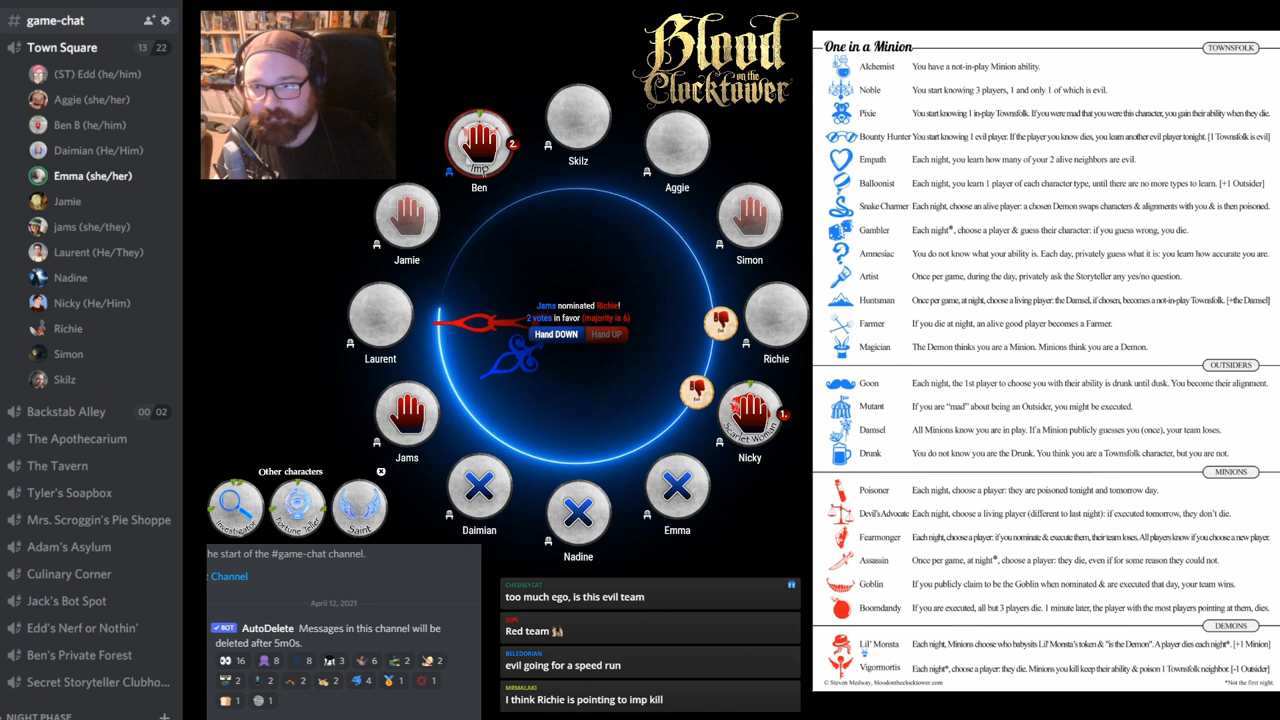 # game-chat
Town Square 13 22
(ST) Edd (he/him)
Aggie (she/her)
Ben B (he/him)
Daimian (He/Him)
Emma (she/her)
Jamie
jams (she/they)
Laurent (He/They)
Nadine
Nicky (He/Him)
Richie
Simon
Skilz
Backstab Alley 00 02
The Apothecarium
The Tavern
Tyler's Soapbox
Mrs. Scroggin's Pie Shoppe
Adam's Asylum
Culinary Corner
Jack's Hot Spot
Edd's Good for Nothin'
Ben's Private Forest
Secret Storyteller Clubho...
NIGHT PHASE
Blood
on the
Clocktower
Imp
2.
Ben
Skilz
Aggie
Jamie
Simon
Laurent
Richie
Evil
Jams nominated Richie!
2 votes in favor (majority is 6)
Hand DOWN Hand UP
Evil
Jams
Scarlet Woman
1.
Nicky
Daimian
Nadine
Emma
Other characters
Investigator
Fortune Teller
Saint
he start of the #game-chat channel.
Channel
April 12, 2021
BOT AutoDelete Messages in this channel will be
deleted after 5m0s.
16 8 8 3 6 2 2
2 2 2 2 4 1 1
1 1
CHESNEYCAT
too much ego, is this evil team
Red team
BELEDORIAN
evil going for a speed run
MRMALAKI
I think Richie is pointing to imp kill
One in a Minion
TOWNSFOLK
Alchemist You have a not-in-play Minion ability.
Noble You start knowing 3 players, 1 and only 1 of which is evil.
Pixie You start knowing 1 in-play Townsfolk. If you were mad that you were this character, you gain their ability when they die.
Bounty Hunter You start knowing 1 evil player. If the player you know dies, you learn another evil player tonight. [1 Townsfolk is evil]
Empath Each night, you learn how many of your 2 alive neighbors are evil.
Balloonist Each night, you learn 1 player of each character type, until there are no more types to learn. [+1 Outsider]
Snake Charmer Each night, choose an alive player: a chosen Demon swaps characters & alignments with you & is then poisoned.
Gambler Each night*, choose a player & guess their character: if you guess wrong, you die.
Amnesiac You do not know what your ability is. Each day, privately guess what it is: you learn how accurate you are.
Artist Once per game, during the day, privately ask the Storyteller any yes/no question.
Huntsman Once per game, at night, choose a living player: the Damsel, if chosen, becomes a not-in-play Townsfolk. [+the Damsel]
Farmer If you die at night, an alive good player becomes a Farmer.
Magician The Demon thinks you are a Minion. Minions think you are a Demon.
OUTSIDERS
Goon Each night, the 1st player to choose you with their ability is drunk until dusk. You become their alignment.
Mutant If you are "mad" about being an Outsider, you might be executed.
Damsel All Minions know you are in play. If a Minion publicly guesses you (once), your team loses.
Drunk You do not know you are the Drunk. You think you are a Townsfolk character, but you are not.
MINIONS
Poisoner Each night, choose a player: they are poisoned tonight and tomorrow day.
Devil's Advocate Each night, choose a living player (different to last night): if executed tomorrow, they don't die.
Fearmonger Each night, choose a player: if you nominate & execute them, their team loses. All players know if you choose a new player.
Assassin Once per game, at night*, choose a player: they die, even if for some reason they could not.
Goblin If you publicly claim to be the Goblin when nominated & are executed that day, your team wins.
Boomdandy If you are executed, all but 3 players die. 1 minute later, the player with the most players pointing at them, dies.
DEMONS
Lil' Monsta Each night, Minions choose who babysits Lil' Monsta's token & "is the Demon". A player dies each night*. [+1 Minion]
Vigormortis Each night*, choose a player: they die. Minions you kill keep their ability & poison 1 Townsfolk neighbor. [-1 Outsider]
© Steven Medway, bloodontheclocktower.com
*Not the first night.